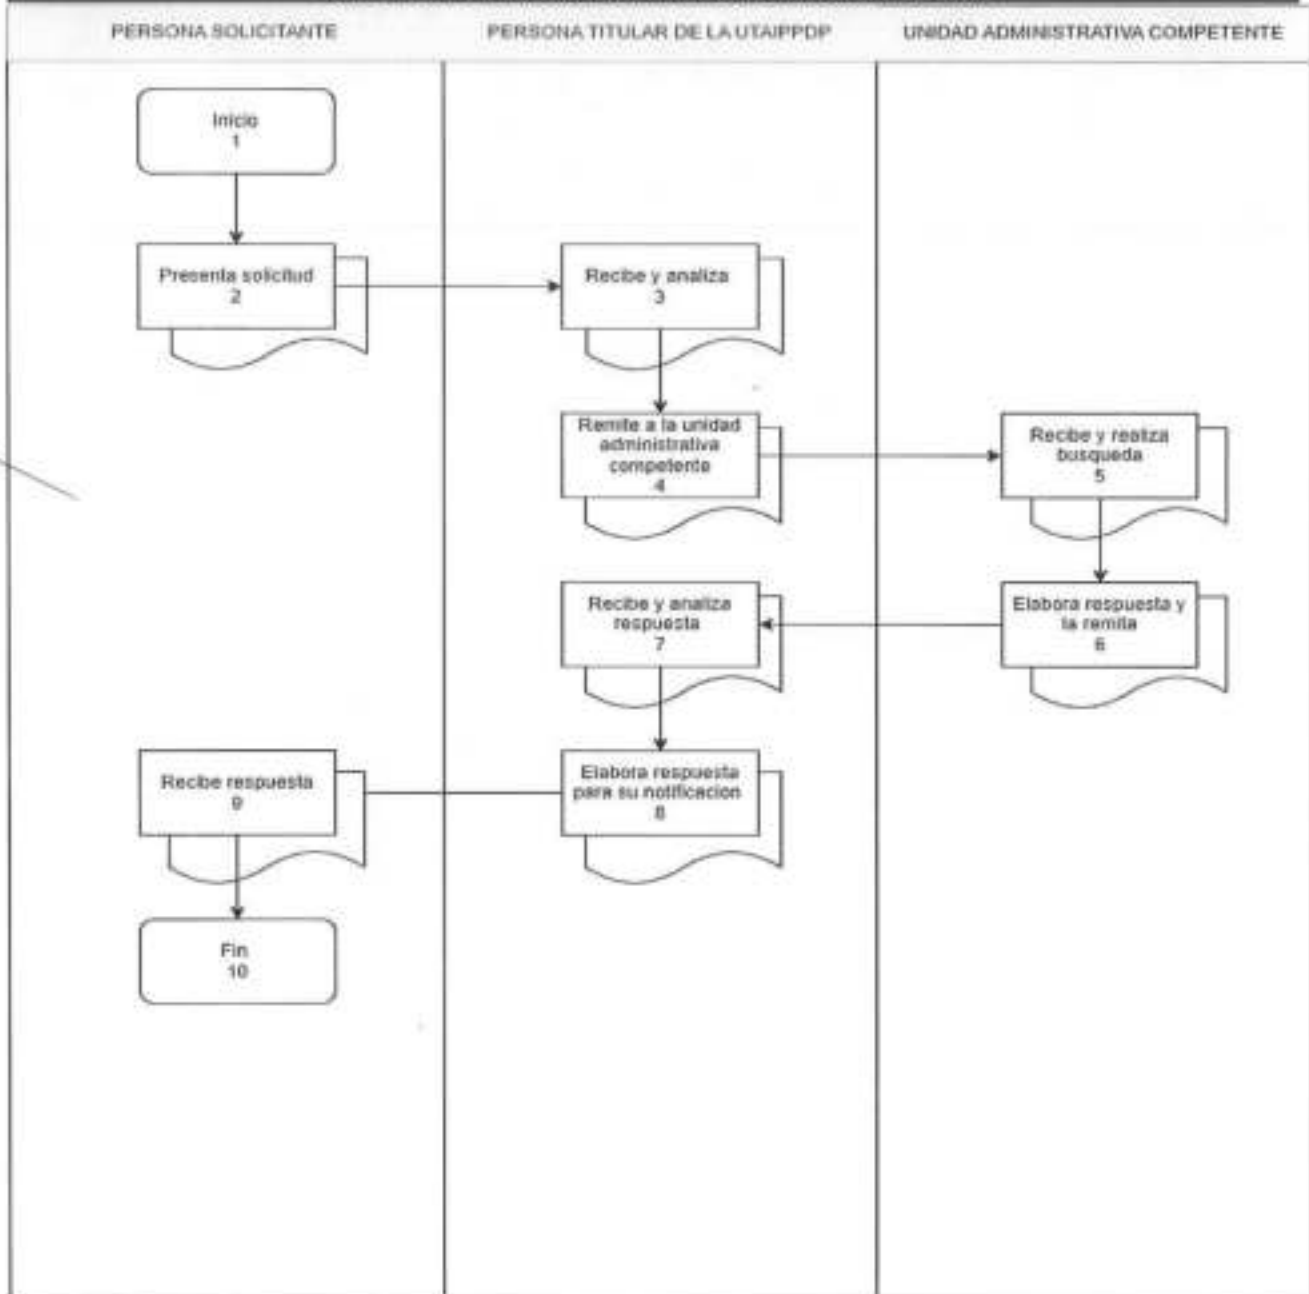 PERSONA SOLICITANTE
PERSONA TITULAR DE LA UTAIPPDP
UNIDAD ADMINISTRATIVA COMPETENTE
Inicio
1
Presenta solicitud
2
Recibe y analiza
3
Remite a la unidad
administrativa
competente
4
Recibe y realiza
busqueda
5
Elabora respuesta y
la remita
6
Recibe y analiza
respuesta
7
Elabora respuesta
para su notificacion
8
Recibe respuesta
9
Fin
10